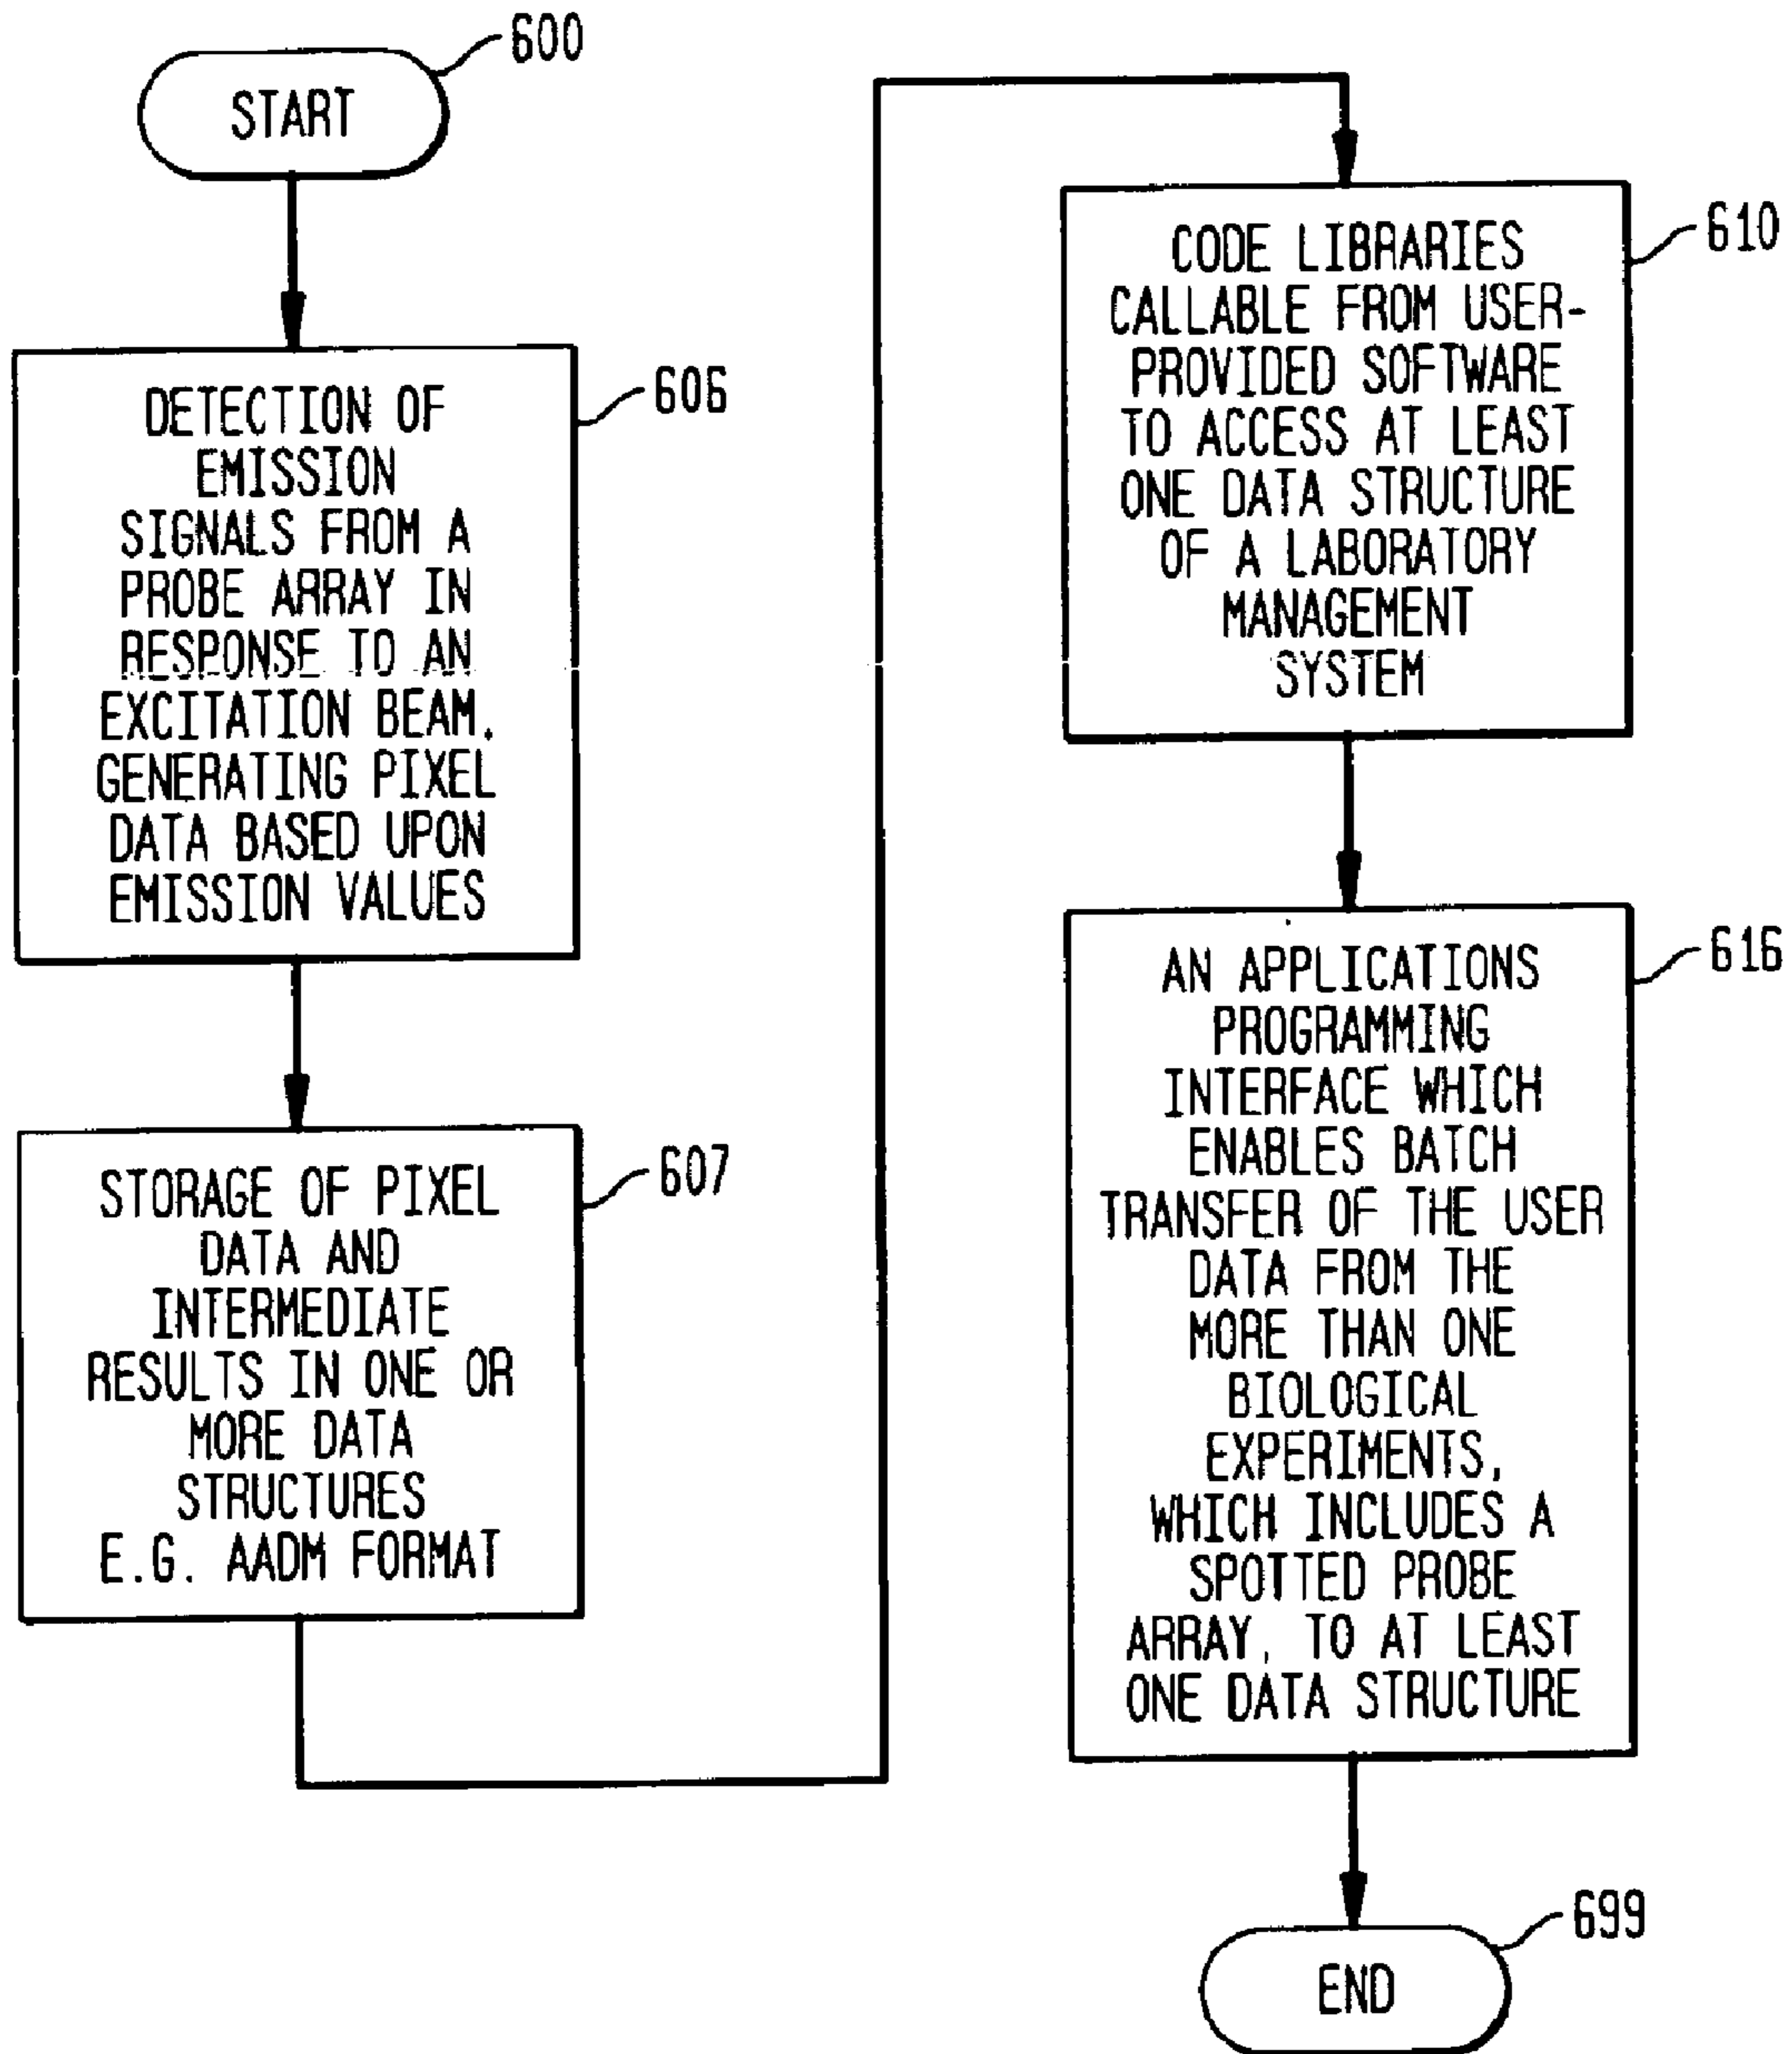 600
START
606
DETECTION OF
EMISSION
SIGNALS FROM A
PROBE ARRAY IN
RESPONSE TO AN
EXCITATION BEAM.
GENERATING PIXEL
DATA BASED UPON
EMISSION VALUES
607
STORAGE OF PIXEL
DATA AND
INTERMEDIATE
RESULTS IN ONE OR
MORE DATA
STRUCTURES
E.G. AADM FORMAT
610
CODE LIBRARIES
CALLABLE FROM USER-
PROVIDED SOFTWARE
TO ACCESS AT LEAST
ONE DATA STRUCTURE
OF A LABORATORY
MANAGEMENT
SYSTEM
616
AN APPLICATIONS
PROGRAMMING
INTERFACE WHICH
ENABLES BATCH
TRANSFER OF THE USER
DATA FROM THE
MORE THAN ONE
BIOLOGICAL
EXPERIMENTS,
WHICH INCLUDES A
SPOTTED PROBE
ARRAY, TO AT LEAST
ONE DATA STRUCTURE
699
END